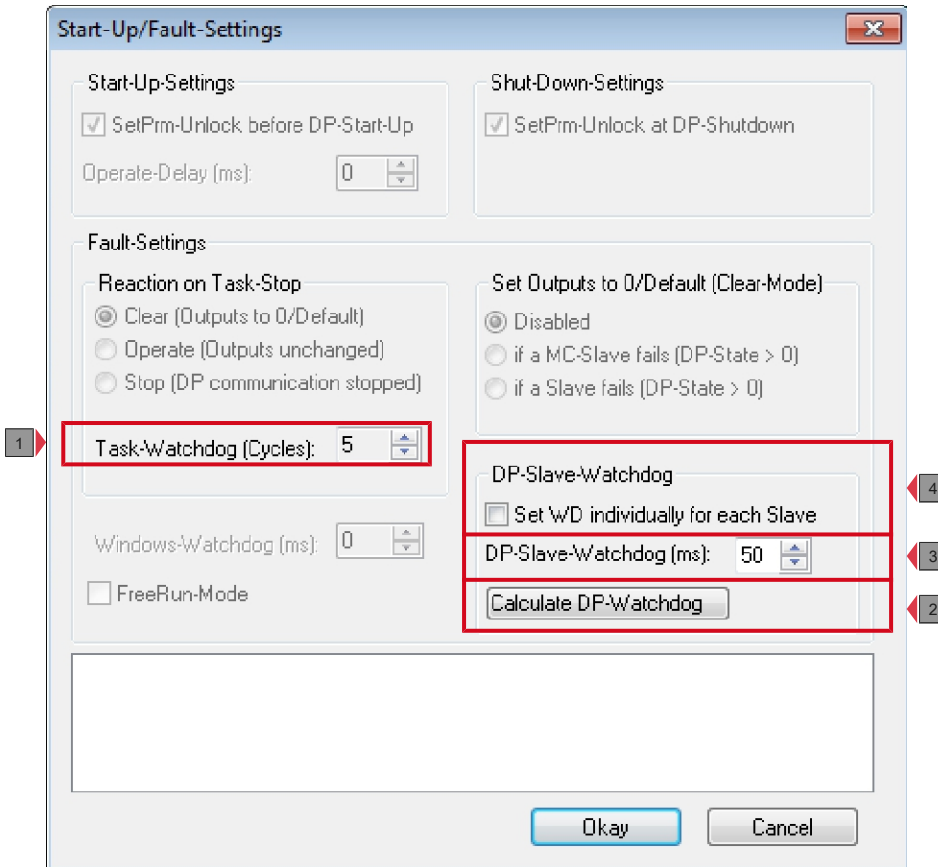 Start-Up/Fault-Settings
Start-Up-Settings
SetPrm-Unlock before DP-Start-Up
Operate-Delay (ms): 0
Shut-Down-Settings
SetPrm-Unlock at DP-Shutdown
Fault-Settings
Reaction on Task-Stop
Clear (Outputs to 0/Default)
Operate (Outputs unchanged)
Stop (DP communication stopped)
1
Task-Watchdog (Cycles): 5
Set Outputs to 0/Default (Clear-Mode)
Disabled
if a MC-Slave fails (DP-State > 0)
if a Slave fails (DP-State > 0)
Windows-Watchdog (ms): 0
FreeRun-Mode
DP-Slave-Watchdog
4
Set WD individually for each Slave
DP-Slave-Watchdog (ms): 50
3
Calculate DP-Watchdog
2
Okay
Cancel